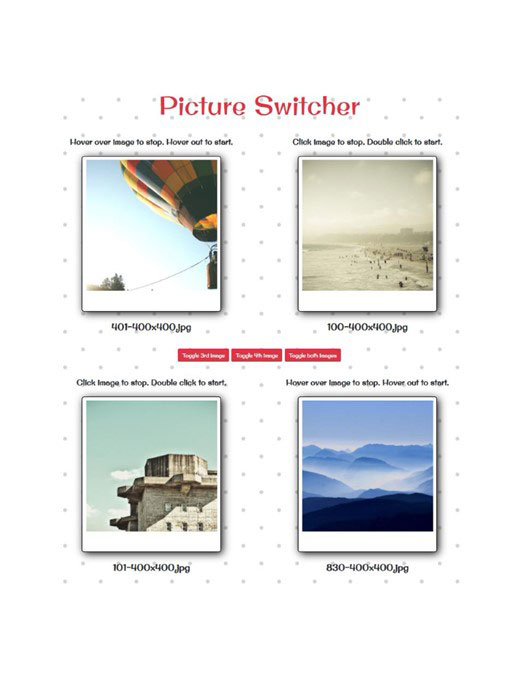 Picture Switcher
Hover over image to stop. Hover out to start.
Click image to stop. Double click to start.
401-400x400.jpg
100-400x400.jpg
Toggle 3rd image Toggle 4th image Toggle both images
Click image to stop. Double click to start.
Hover over image to stop. Hover out to start.
101-400x400.jpg
830-400x400.jpg